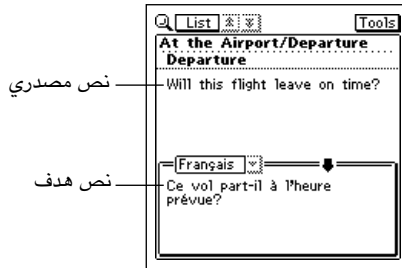 List Tools
At the Airport/Departure
Departure
نص مصدري
Will this flight leave on time?
Français
نص هدف
Ce vol part-il à l'heure
prévue?